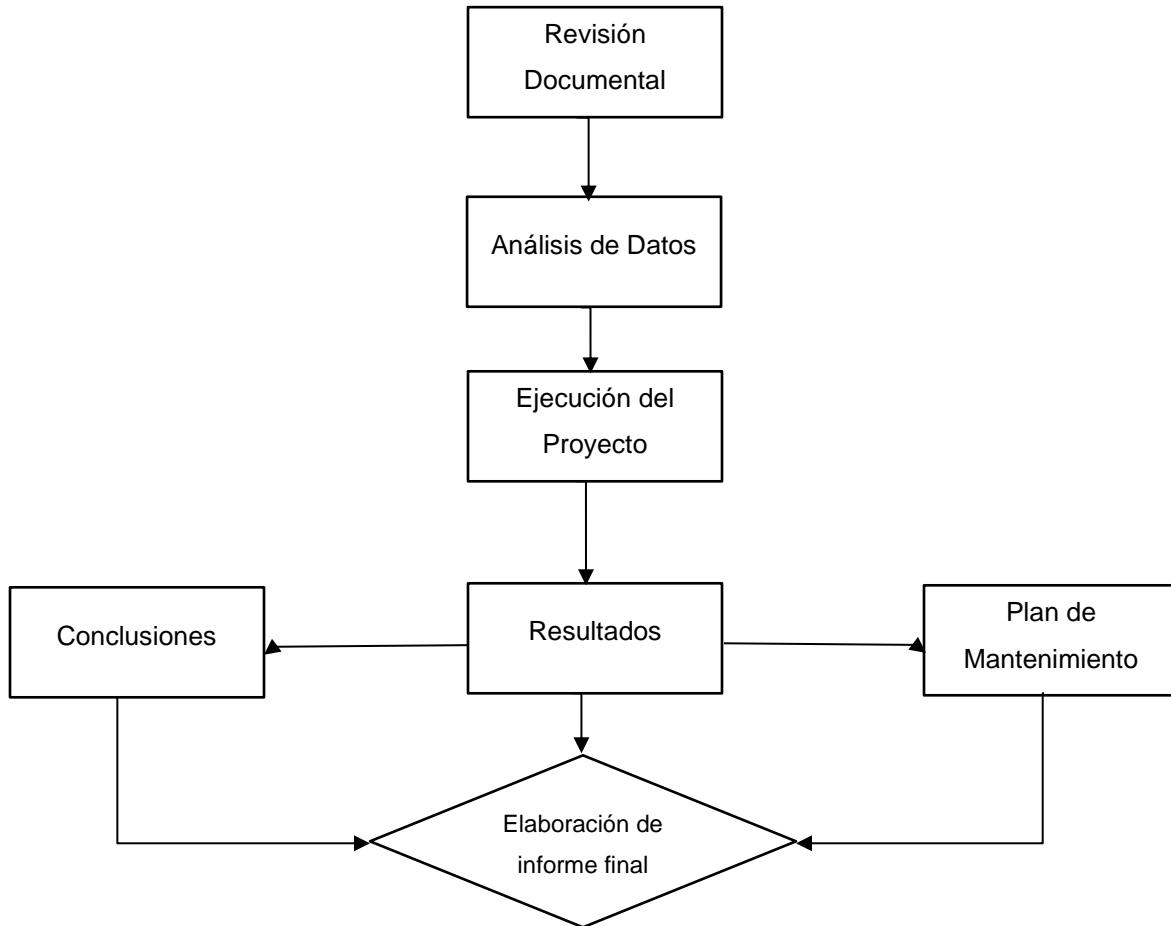 Revisión
Documental
Análisis de Datos
Ejecución del
Proyecto
Conclusiones
Resultados
Plan de
Mantenimiento
Elaboración de
informe final